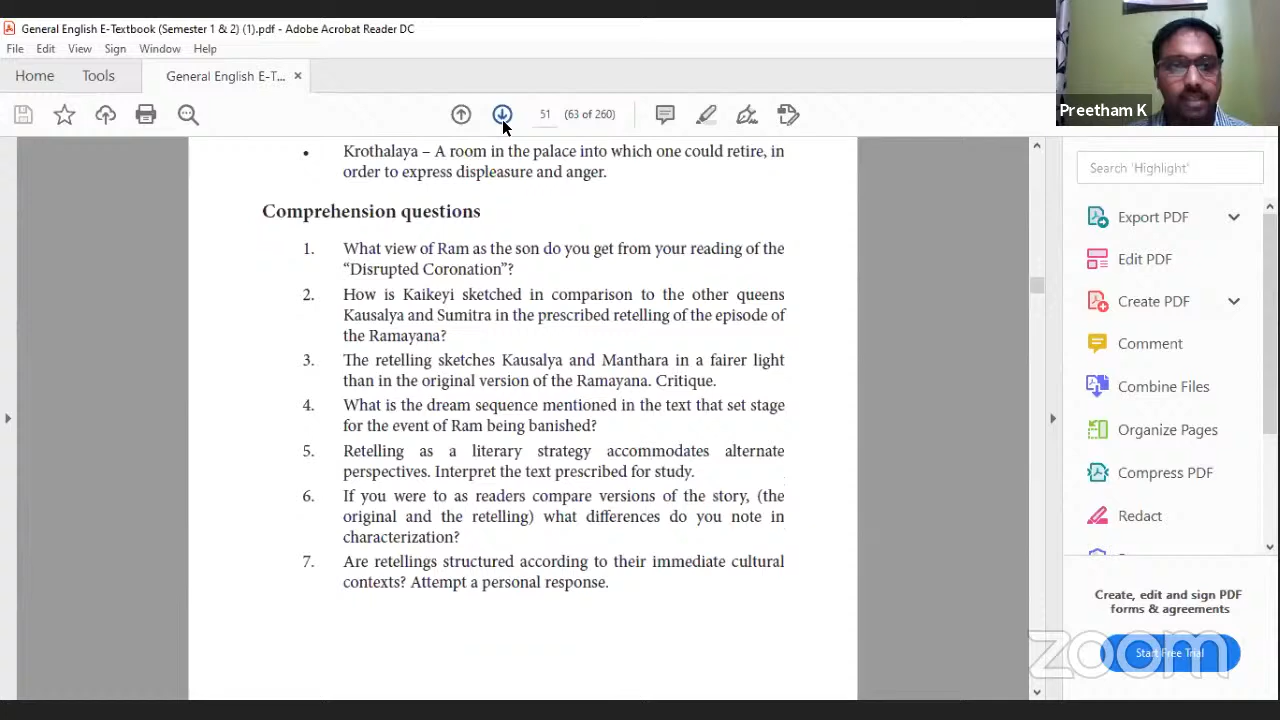 General English E-Textbook (Semester 1 & 2) (1).pdf - Adobe Acrobat Reader DC
File Edit View Sign Window Help
Home Tools General English E-T... ×
51 (63 of 260)
Preetham K
• Krothalaya – A room in the palace into which one could retire, in
order to express displeasure and anger.
Comprehension questions
1. What view of Ram as the son do you get from your reading of the
“Disrupted Coronation”?
2. How is Kaikeyi sketched in comparison to the other queens
Kausalya and Sumitra in the prescribed retelling of the episode of
the Ramayana?
3. The retelling sketches Kausalya and Manthara in a fairer light
than in the original version of the Ramayana. Critique.
4. What is the dream sequence mentioned in the text that set stage
for the event of Ram being banished?
5. Retelling as a literary strategy accommodates alternate
perspectives. Interpret the text prescribed for study.
6. If you were to as readers compare versions of the story, (the
original and the retelling) what differences do you note in
characterization?
7. Are retellings structured according to their immediate cultural
contexts? Attempt a personal response.
Search 'Highlight'
Export PDF
Edit PDF
Create PDF
Comment
Combine Files
Organize Pages
Compress PDF
Redact
Create, edit and sign PDF
forms & agreements
Start Free Trial
zoom